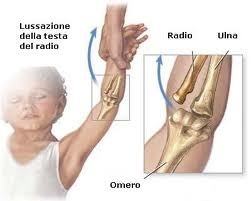 Lussazione
della testa
del radio
Radio
Ulna
Omero